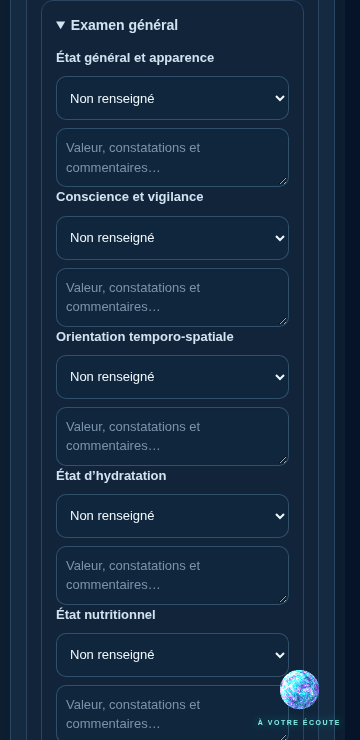 ▼ Examen général
État général et apparence
Non renseigné
Valeur, constatations et
commentaires…
Conscience et vigilance
Non renseigné
Valeur, constatations et
commentaires…
Orientation temporo-spatiale
Non renseigné
Valeur, constatations et
commentaires…
État d’hydratation
Non renseigné
Valeur, constatations et
commentaires…
État nutritionnel
Non renseigné
Valeur, constatations et
commentaires…
À VOTRE ÉCOUTE